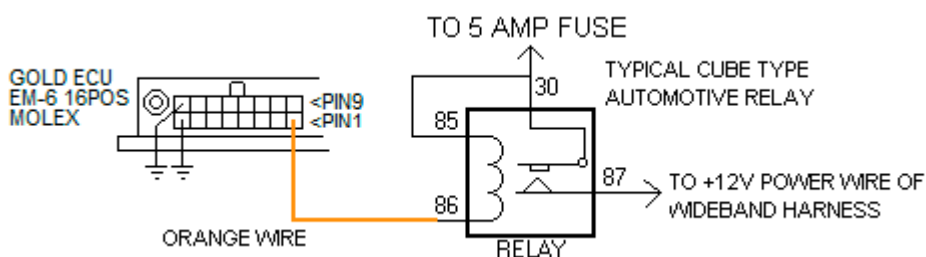 TO 5 AMP FUSE
GOLD ECU
EM-6 16POS
MOLEX
<PIN9
<PIN1
30
TYPICAL CUBE TYPE
AUTOMOTIVE RELAY
85
87
TO +12V POWER WIRE OF
WIDEBAND HARNESS
86
ORANGE WIRE
RELAY